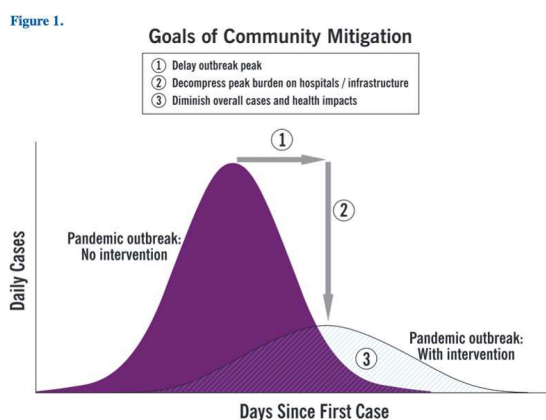 Figure 1.
Goals of Community Mitigation
① Delay outbreak peak
② Decompress peak burden on hospitals / infrastructure
③ Diminish overall cases and health impacts
①
②
Pandemic outbreak:
No intervention
Daily Cases
Pandemic outbreak:
With intervention
③
Days Since First Case